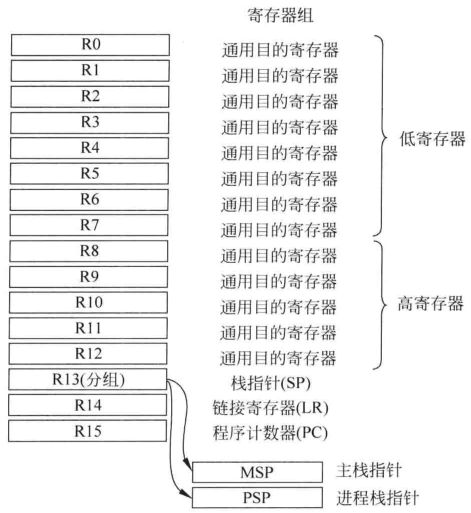 寄存器组
R0 通用目的寄存器
R1 通用目的寄存器
R2 通用目的寄存器
R3 通用目的寄存器
低寄存器
R4 通用目的寄存器
R5 通用目的寄存器
R6 通用目的寄存器
R7 通用目的寄存器
R8 通用目的寄存器
R9 通用目的寄存器
R10 通用目的寄存器
高寄存器
R11 通用目的寄存器
R12 通用目的寄存器
R13(分组) 栈指针(SP)
R14 链接寄存器(LR)
R15 程序计数器(PC)
MSP 主栈指针
PSP 进程栈指针